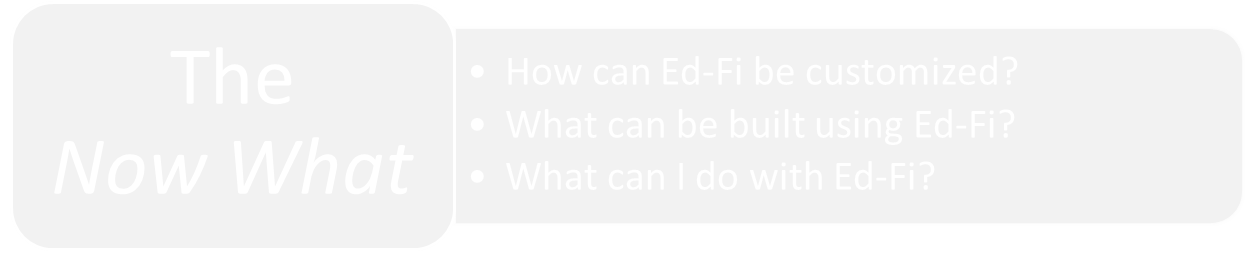 The
Now What
• How can Ed-Fi be customized?
• What can be built using Ed-Fi?
• What can I do with Ed-Fi?